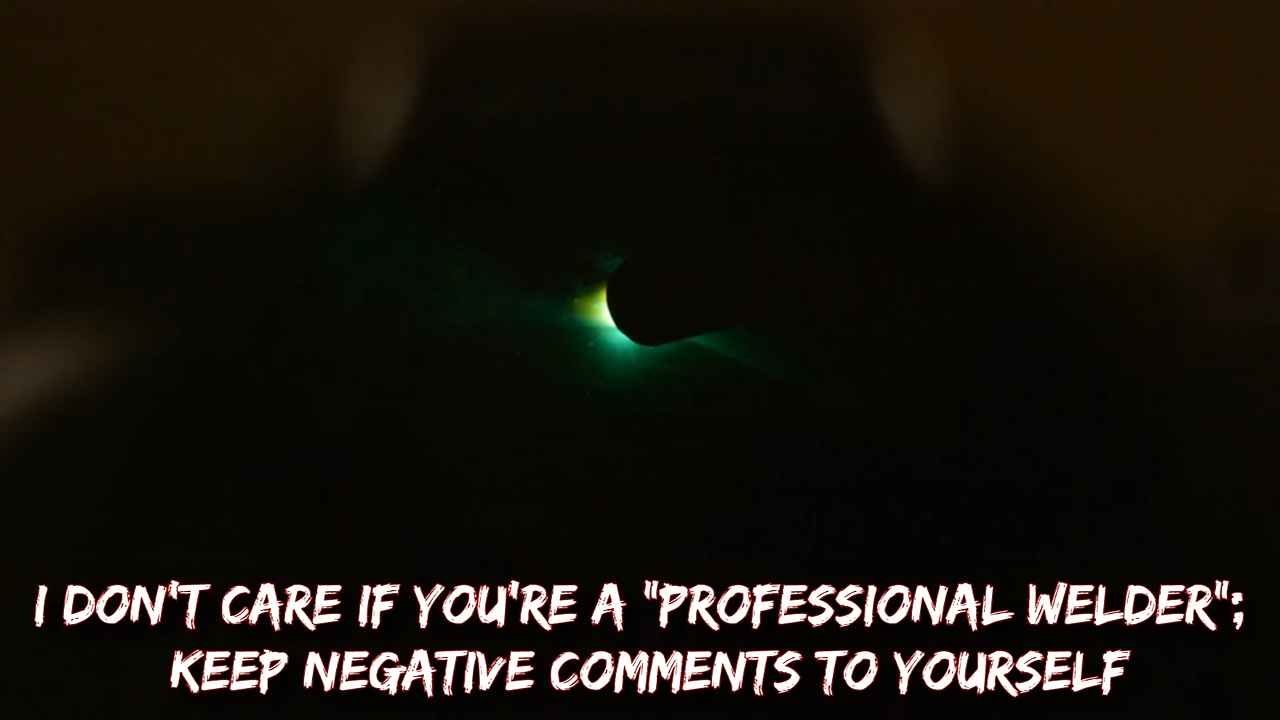 I DON'T CARE IF YOU'RE A "PROFESSIONAL WELDER";
KEEP NEGATIVE COMMENTS TO YOURSELF